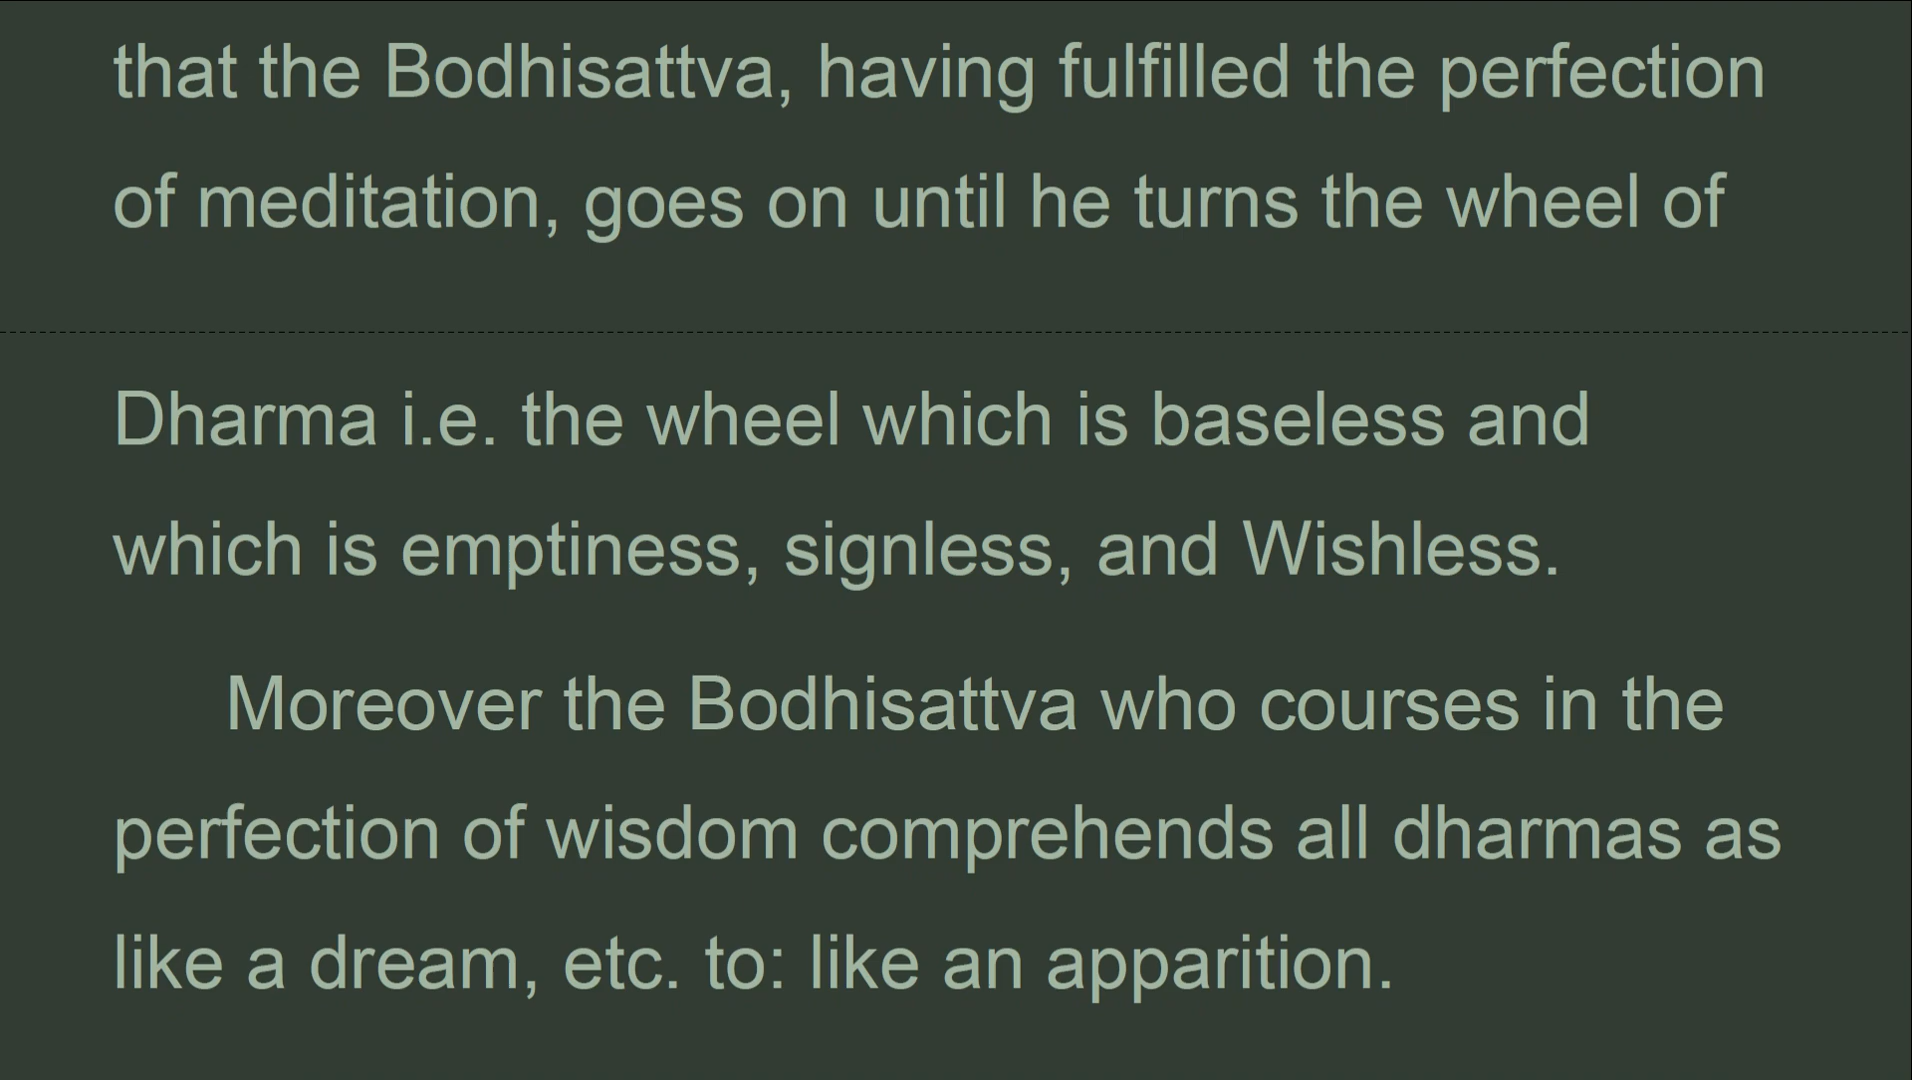 that the Bodhisattva, having fulfilled the perfection
of meditation, goes on until he turns the wheel of
Dharma i.e. the wheel which is baseless and
which is emptiness, signless, and Wishless.
Moreover the Bodhisattva who courses in the
perfection of wisdom comprehends all dharmas as
like a dream, etc. to: like an apparition.